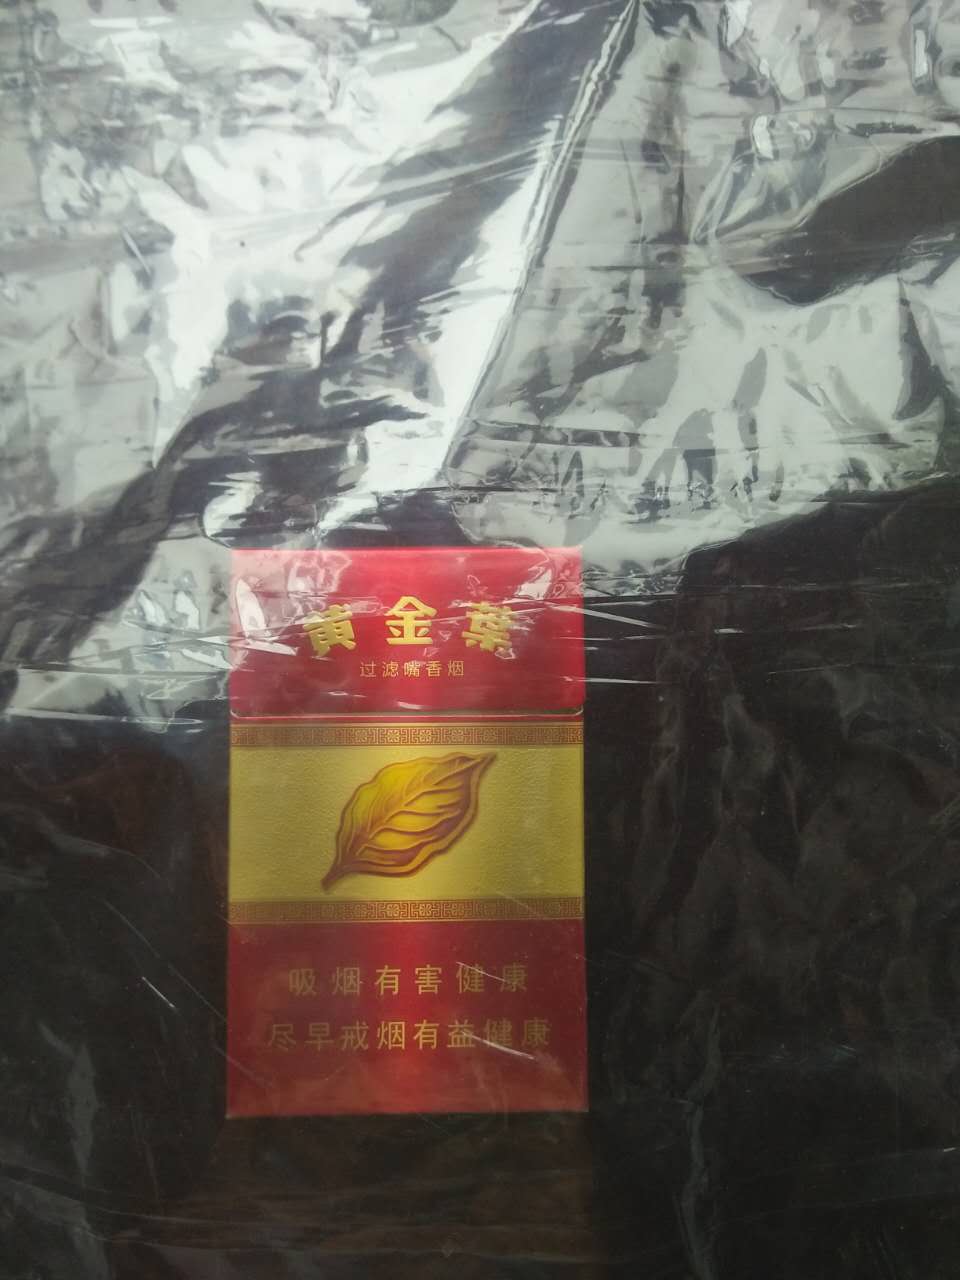 黄金叶
过滤嘴香烟
吸烟有害健康
尽早戒烟有益健康